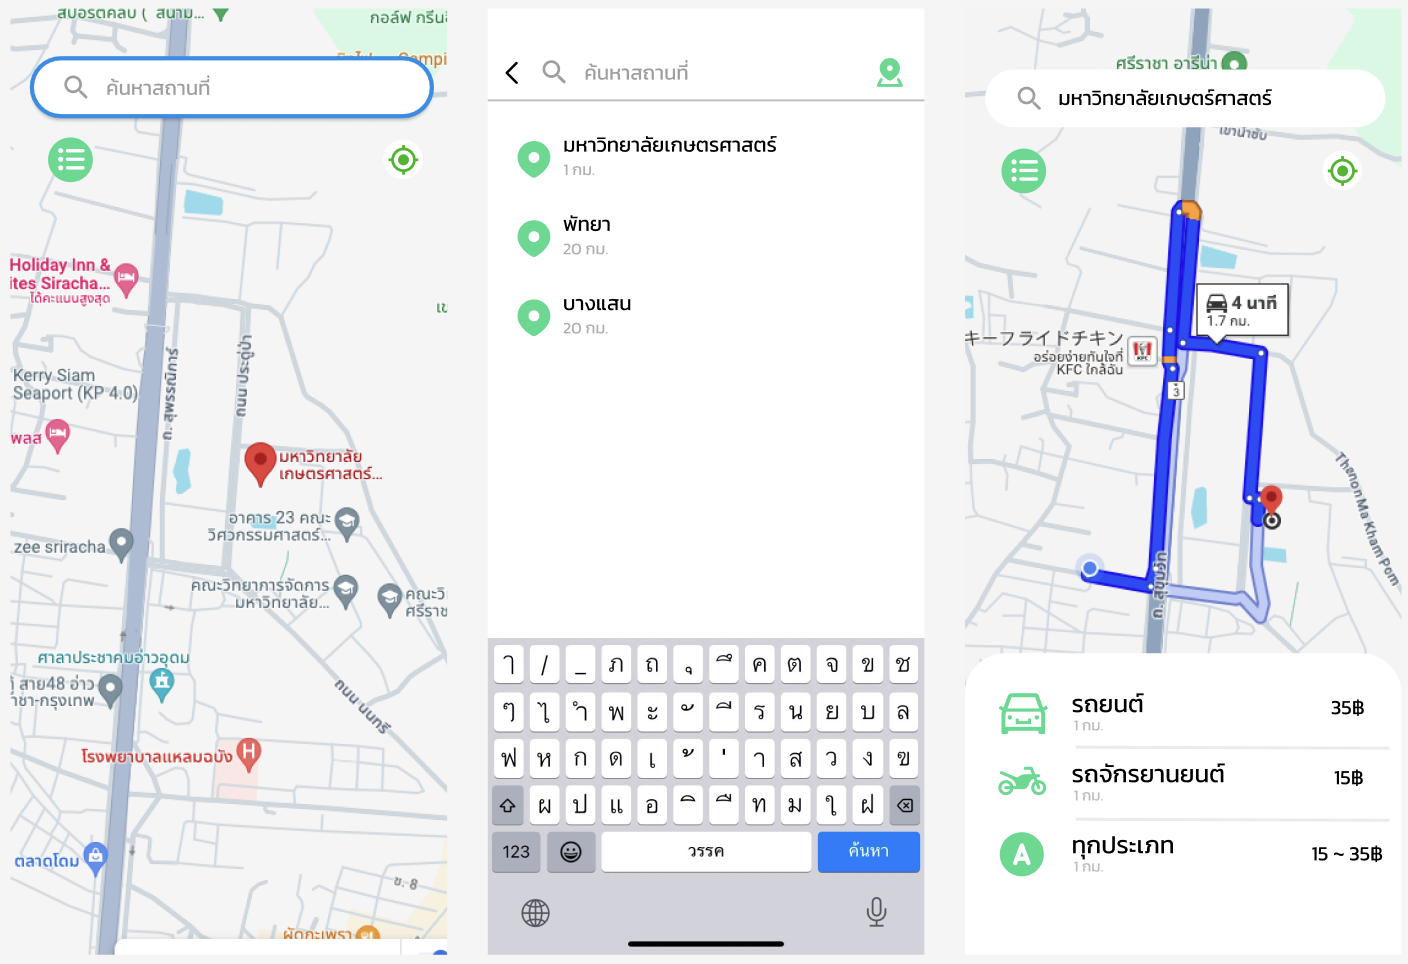 สปอร์ตคลับ ( สนาม...
กอล์ฟ กรีน
ค้นหาสถานที่
Holiday Inn &
ites Siracha...
ได้คะแนนสูงสุด
เข
ถ. สุพรรณิการ์
ถนน ประดู่ป่า
Kerry Siam
Seaport (KP 4.0)
พลส
มหาวิทยาลัย
เกษตรศาสตร์...
อาคาร 23 คณะ
วิศวกรรมศาสตร์...
zee sriracha
คณะวิทยาการจัดการ
มหาวิทยาลัย...
คณะวิ
ศรีราช
ศาลาประชาคมอ่าวอุดม
สาย48 อ่าว
าชา-กรุงเทพ
ถนน นนทรี
โรงพยาบาลแหลมฉบัง
H
ตลาดโดม
ซ. 8
ผัดกะเพรา
ค้นหาสถานที่
มหาวิทยาลัยเกษตรศาสตร์
1 กม.
พัทยา
20 กม.
บางแสน
20 กม.
ๅ / _ ภ ถ ุ ึ ค ต จ ข ช
ๆ ไ ำ พ ะ ั ี ร น ย บ ล
ฟ ห ก ด เ ้ ่ า ส ว ง ฃ
ผ ป แ อ ิ ื ท ม ใ ฝ
123
วรรค
ค้นหา
ศรีราชา อารีน่า
มหาวิทยาลัยเกษตร์ศาสตร์
เขาน้ำซับ
4 นาที
1.7 กม.
キーフライドチキン
อร่อยง่ายทันใจที่
KFC ใกล้ฉัน
KFC
3
Thanon Ma Kham Pom
ถ. สุขุมวิท
รถยนต์
1 กม.
35฿
รถจักรยานยนต์
1 กม.
15฿
A
ทุกประเภท
1 กม.
15 ~ 35฿